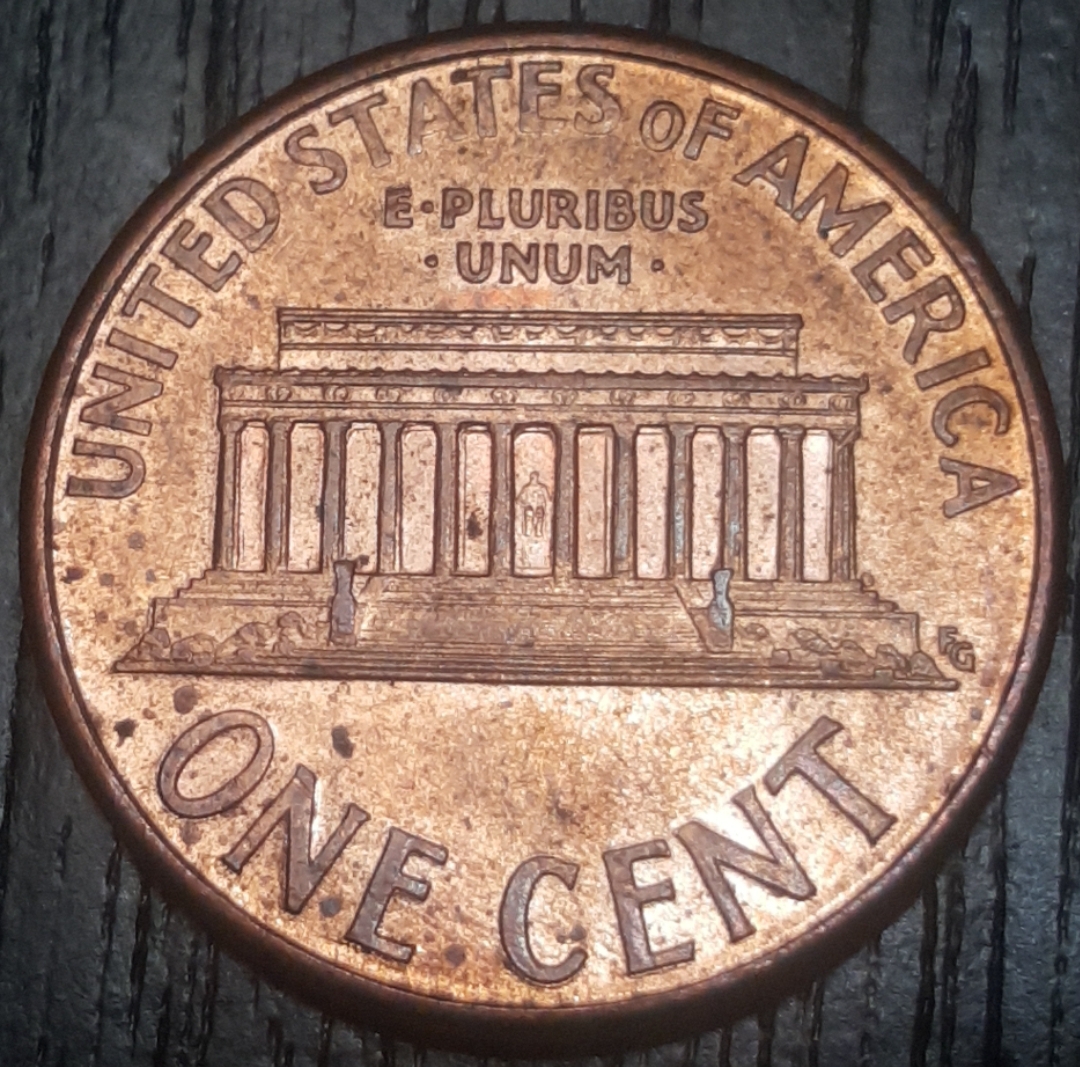 UNITED STATES OF AMERICA
E·PLURIBUS
·UNUM·
FG
ONE CENT